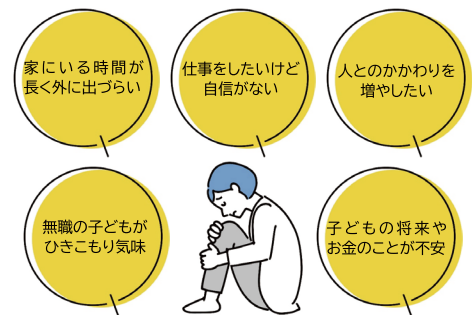 家にいる時間が
長く外に出づらい
仕事をしたいけど
自信がない
人とのかかわりを
増やしたい
無職の子どもが
ひきこもり気味
子どもの将来や
お金のことが不安